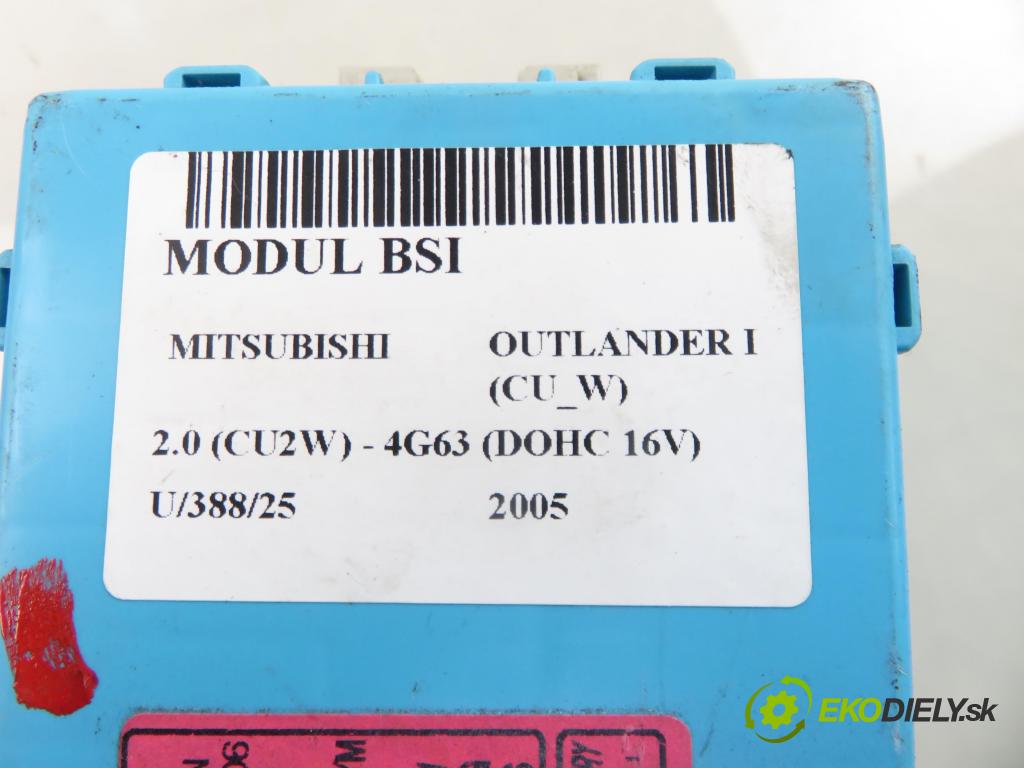 MODUL BSI
MITSUBISHI OUTLANDER I
(CU_W)
2.0 (CU2W) - 4G63 (DOHC 16V)
U/388/25 2005
EKODIELY.sk